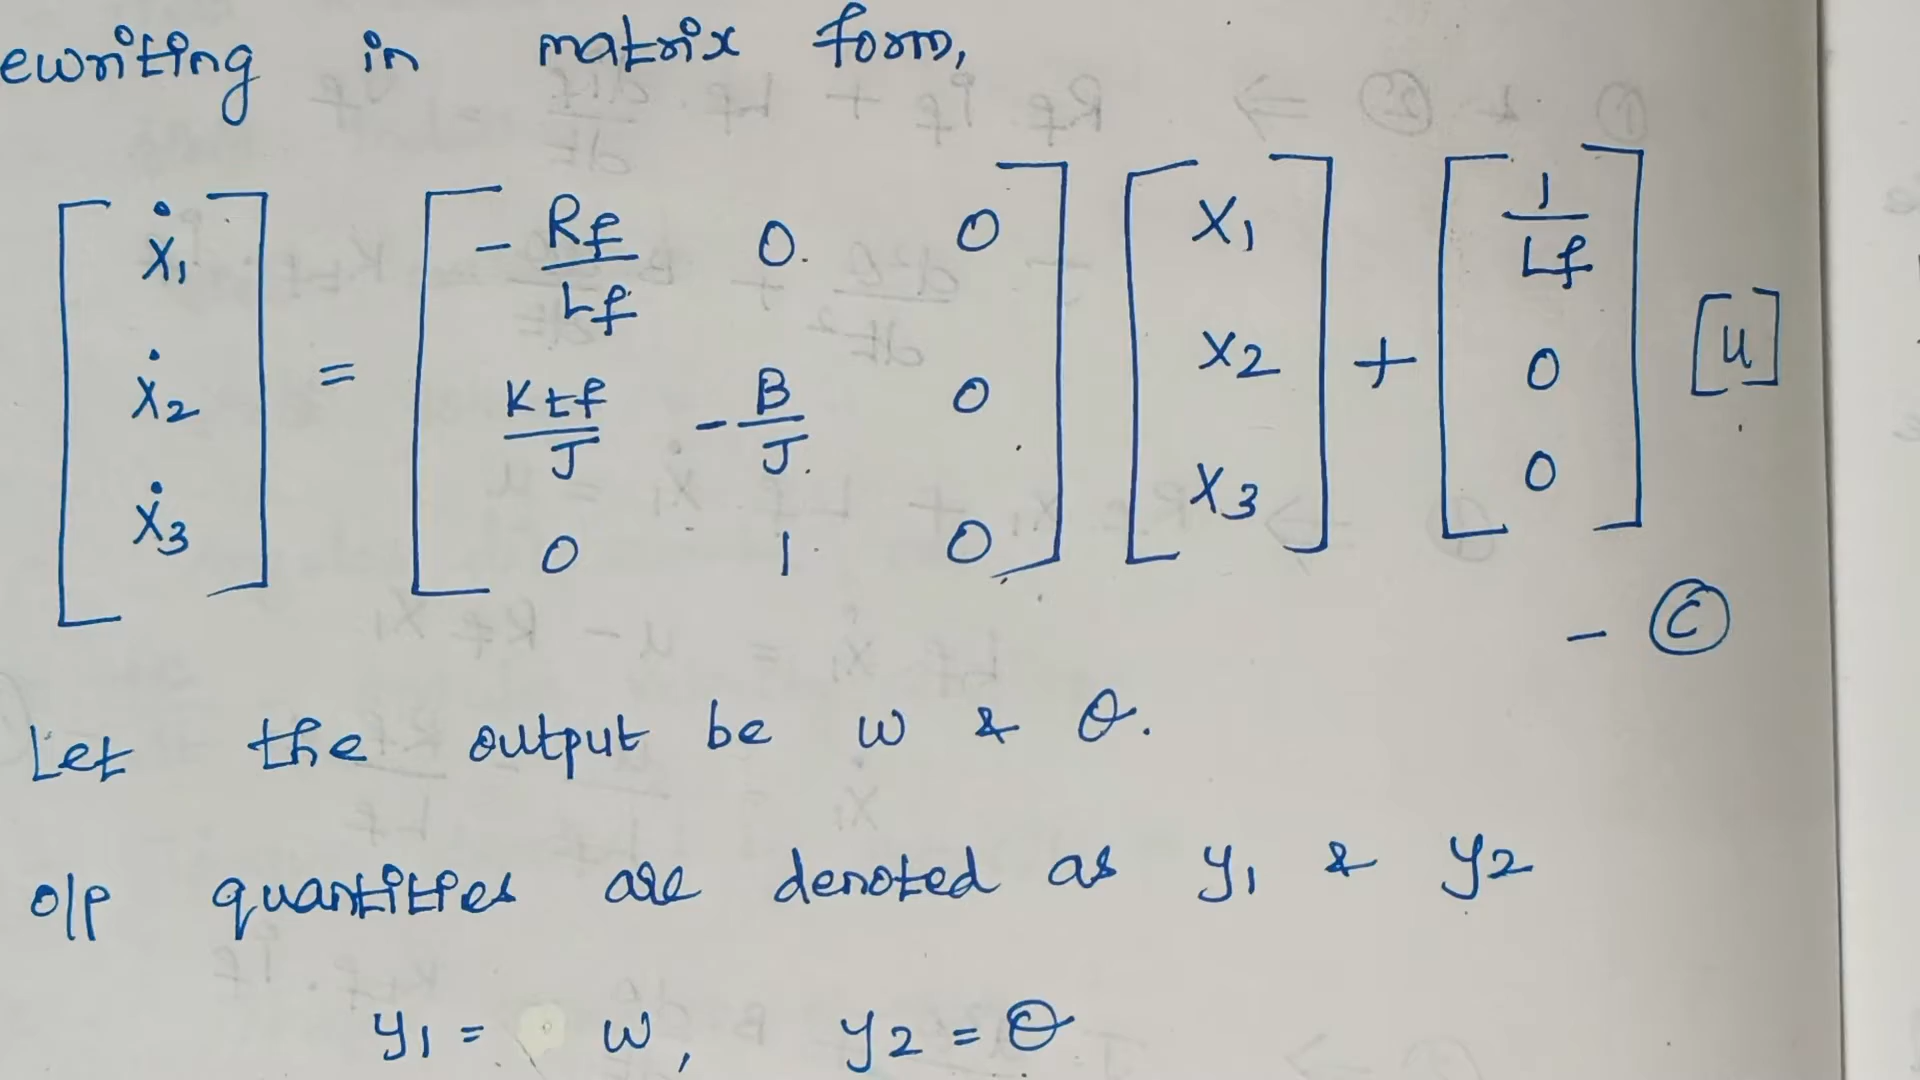 ewriting in matrix form,
[ẋ₁ ẋ₂ ẋ₃] = [-Rf/Lf 0 0; Ktf/J -B/J 0; 0 1 0] [x₁ x₂ x₃] + [1/Lf 0 0] [u]
- (C)
Let the output be ω & θ.
o/p quantities are denoted as y₁ & y₂
y₁ = ω, y₂ = θ